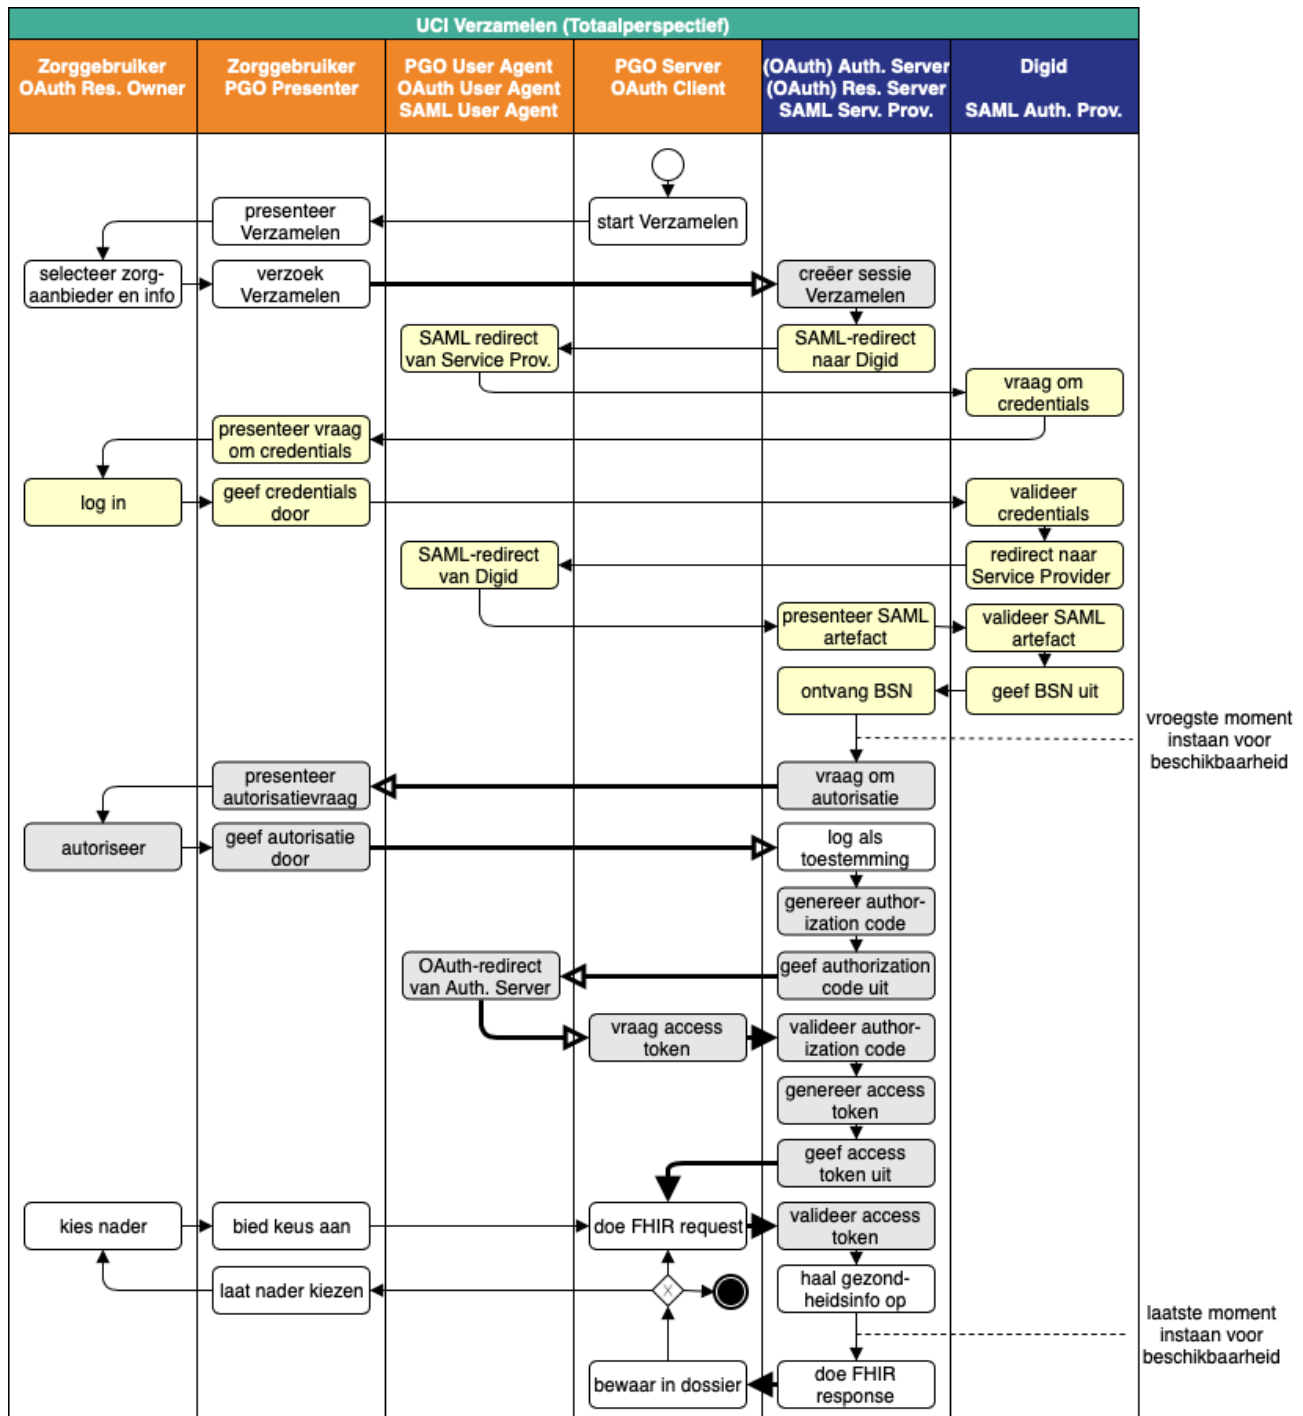 UCI Verzamelen (Totaalperspectief)
Zorggebruiker
OAuth Res. Owner
Zorggebruiker
PGO Presenter
PGO User Agent
OAuth User Agent
SAML User Agent
PGO Server
OAuth Client
(OAuth) Auth. Server
(OAuth) Res. Server
SAML Serv. Prov.
Digid
SAML Auth. Prov.
presenteer
Verzamelen
start Verzamelen
selecteer zorg-
aanbieder en info
verzoek
Verzamelen
creëer sessie
Verzamelen
SAML redirect
van Service Prov.
SAML-redirect
naar Digid
vraag om
credentials
presenteer vraag
om credentials
log in
geef credentials
door
valideer
credentials
SAML-redirect
van Digid
redirect naar
Service Provider
presenteer SAML
artefact
valideer SAML
artefact
ontvang BSN
geef BSN uit
vroegste moment
instaan voor
beschikbaarheid
presenteer
autorisatievraag
vraag om
autorisatie
autoriseer
geef autorisatie
door
log als
toestemming
genereer author-
ization code
OAuth-redirect
van Auth. Server
geef authorization
code uit
vraag access
token
valideer author-
ization code
genereer access
token
geef access
token uit
kies nader
bied keus aan
doe FHIR request
valideer access
token
laat nader kiezen
X
haal gezond-
heidsinfo op
laatste moment
instaan voor
beschikbaarheid
bewaar in dossier
doe FHIR
response